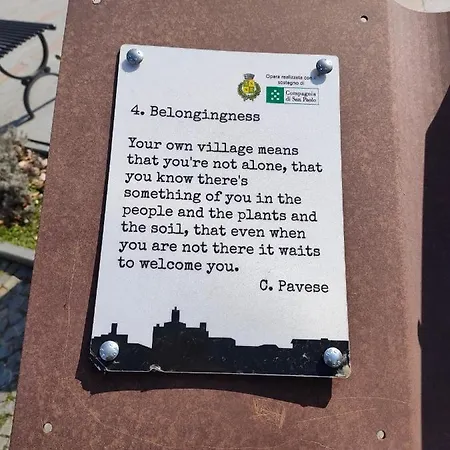 Opera realizzata con il
sostegno di
Compagnia
di San Paolo
4. Belongingness
Your own village means
that you're not alone, that
you know there's
something of you in the
people and the plants and
the soil, that even when
you are not there it waits
to welcome you.
C. Pavese